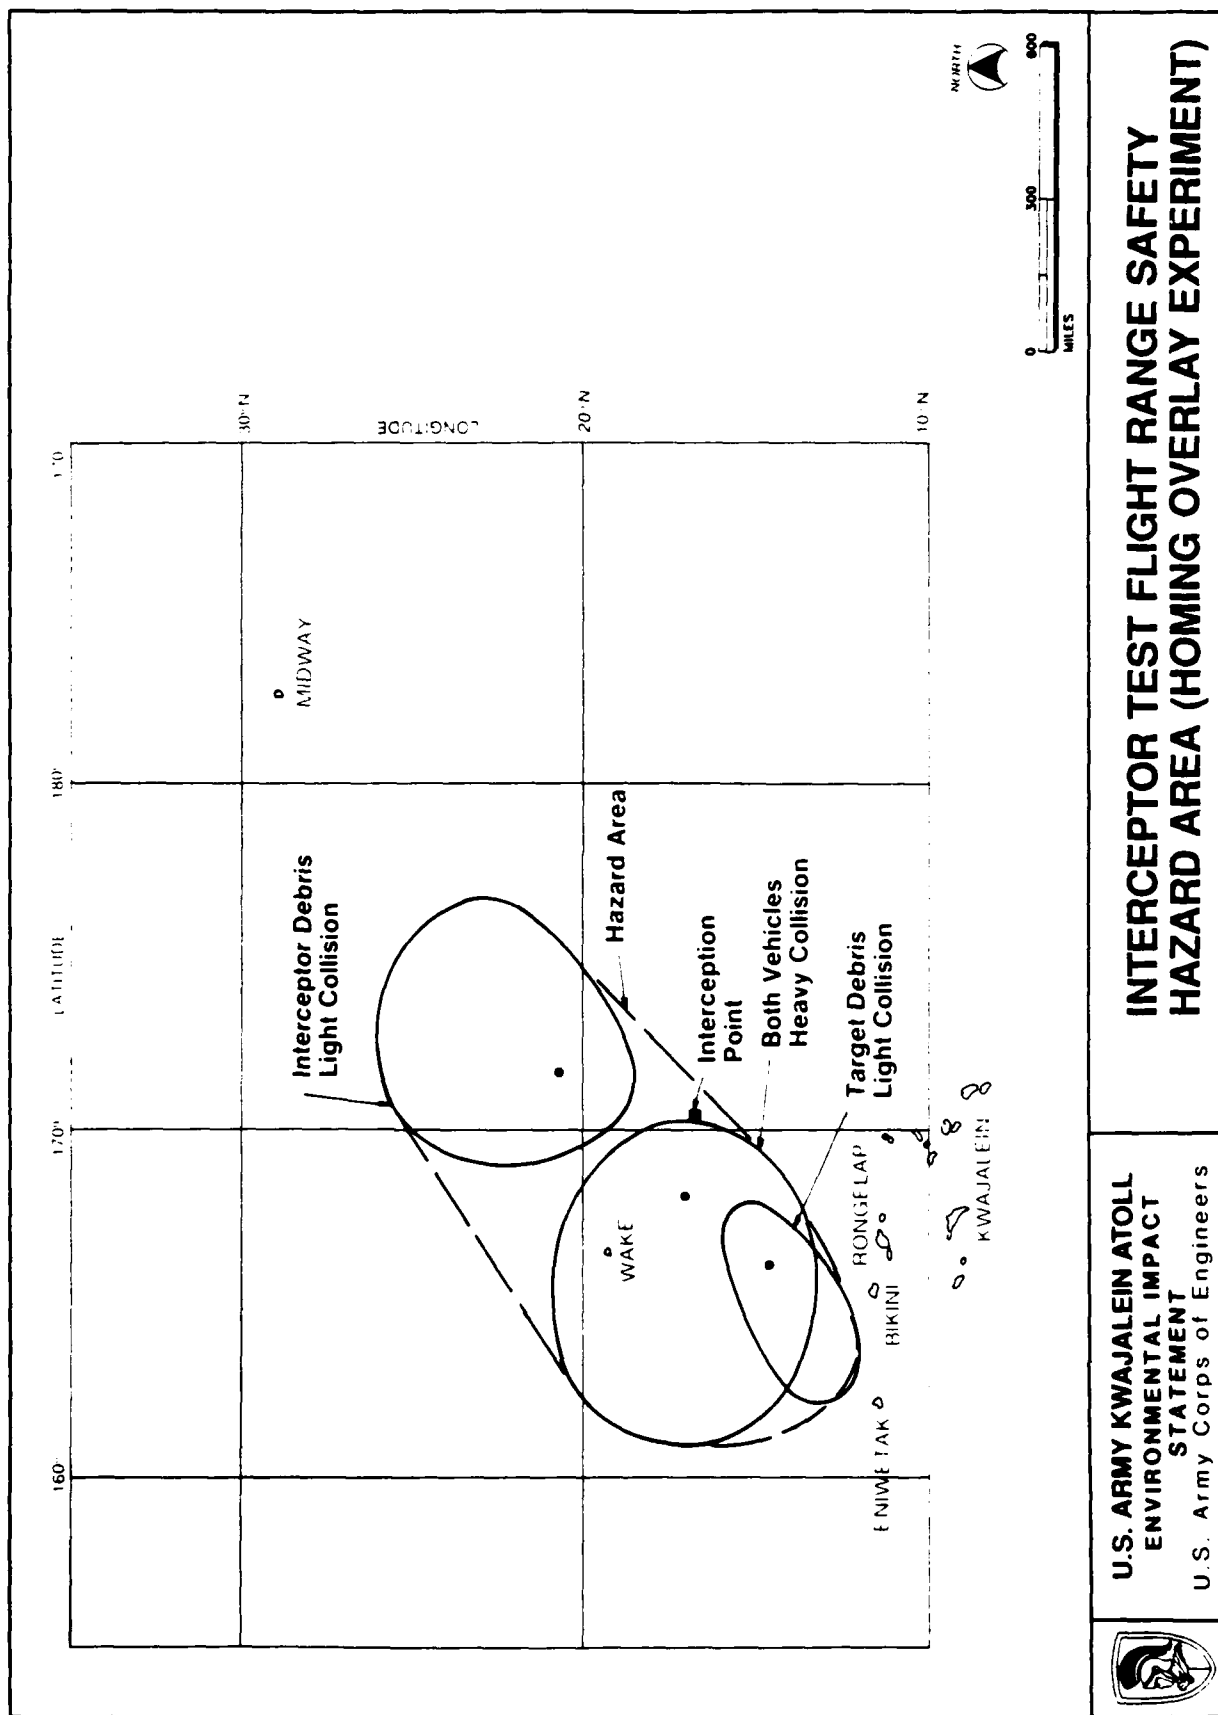 LATITUDE
160°
170°
180°
30°N
20°N
10°N
LONGITUDE
MIDWAY
Interceptor Debris
Light Collision
Hazard Area
Interception
Point
Both Vehicles
Heavy Collision
Target Debris
Light Collision
WAKE
RONGELAP
BIKINI
ENIWETAK
KWAJALEIN
NORTH
0 300 600
MILES
U.S. ARMY KWAJALEIN ATOLL
ENVIRONMENTAL IMPACT
STATEMENT
U.S. Army Corps of Engineers
INTERCEPTOR TEST FLIGHT RANGE SAFETY
HAZARD AREA (HOMING OVERLAY EXPERIMENT)